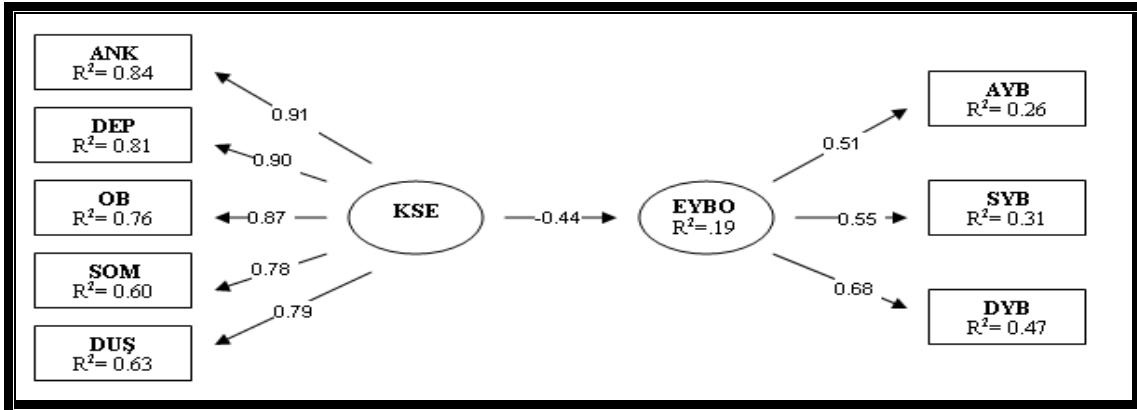 ANK
R²= 0.84
DEP
R²= 0.81
OB
R²= 0.76
SOM
R²= 0.60
DUŞ
R²= 0.63
0.91
0.90
0.87
0.78
0.79
KSE
-0.44
EYBO
R²=.19
0.51
0.55
0.68
AYB
R²= 0.26
SYB
R²= 0.31
DYB
R²= 0.47